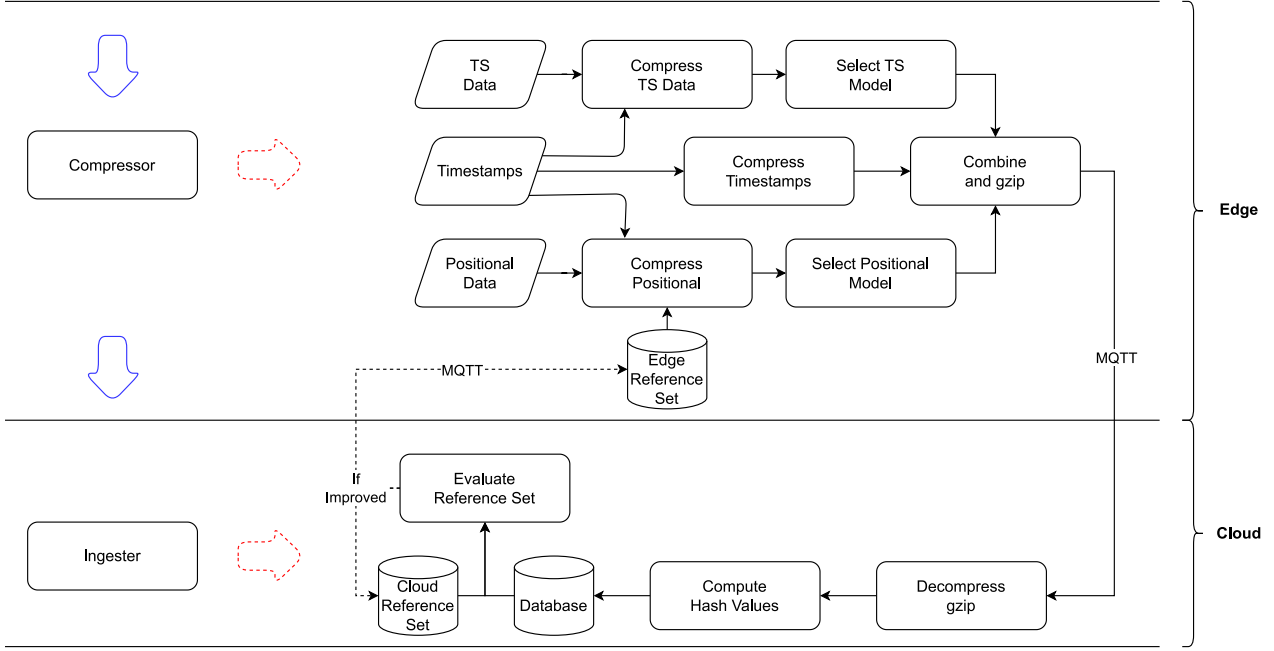 TS
Data
Compress
TS Data
Select TS
Model
Compressor
Timestamps
Compress
Timestamps
Combine
and gzip
Edge
Positional
Data
Compress
Positional
Select Positional
Model
MQTT
Edge
Reference
Set
MQTT
If
Improved
Evaluate
Reference Set
Ingester
Cloud
Cloud
Reference
Set
Database
Compute
Hash Values
Decompress
gzip